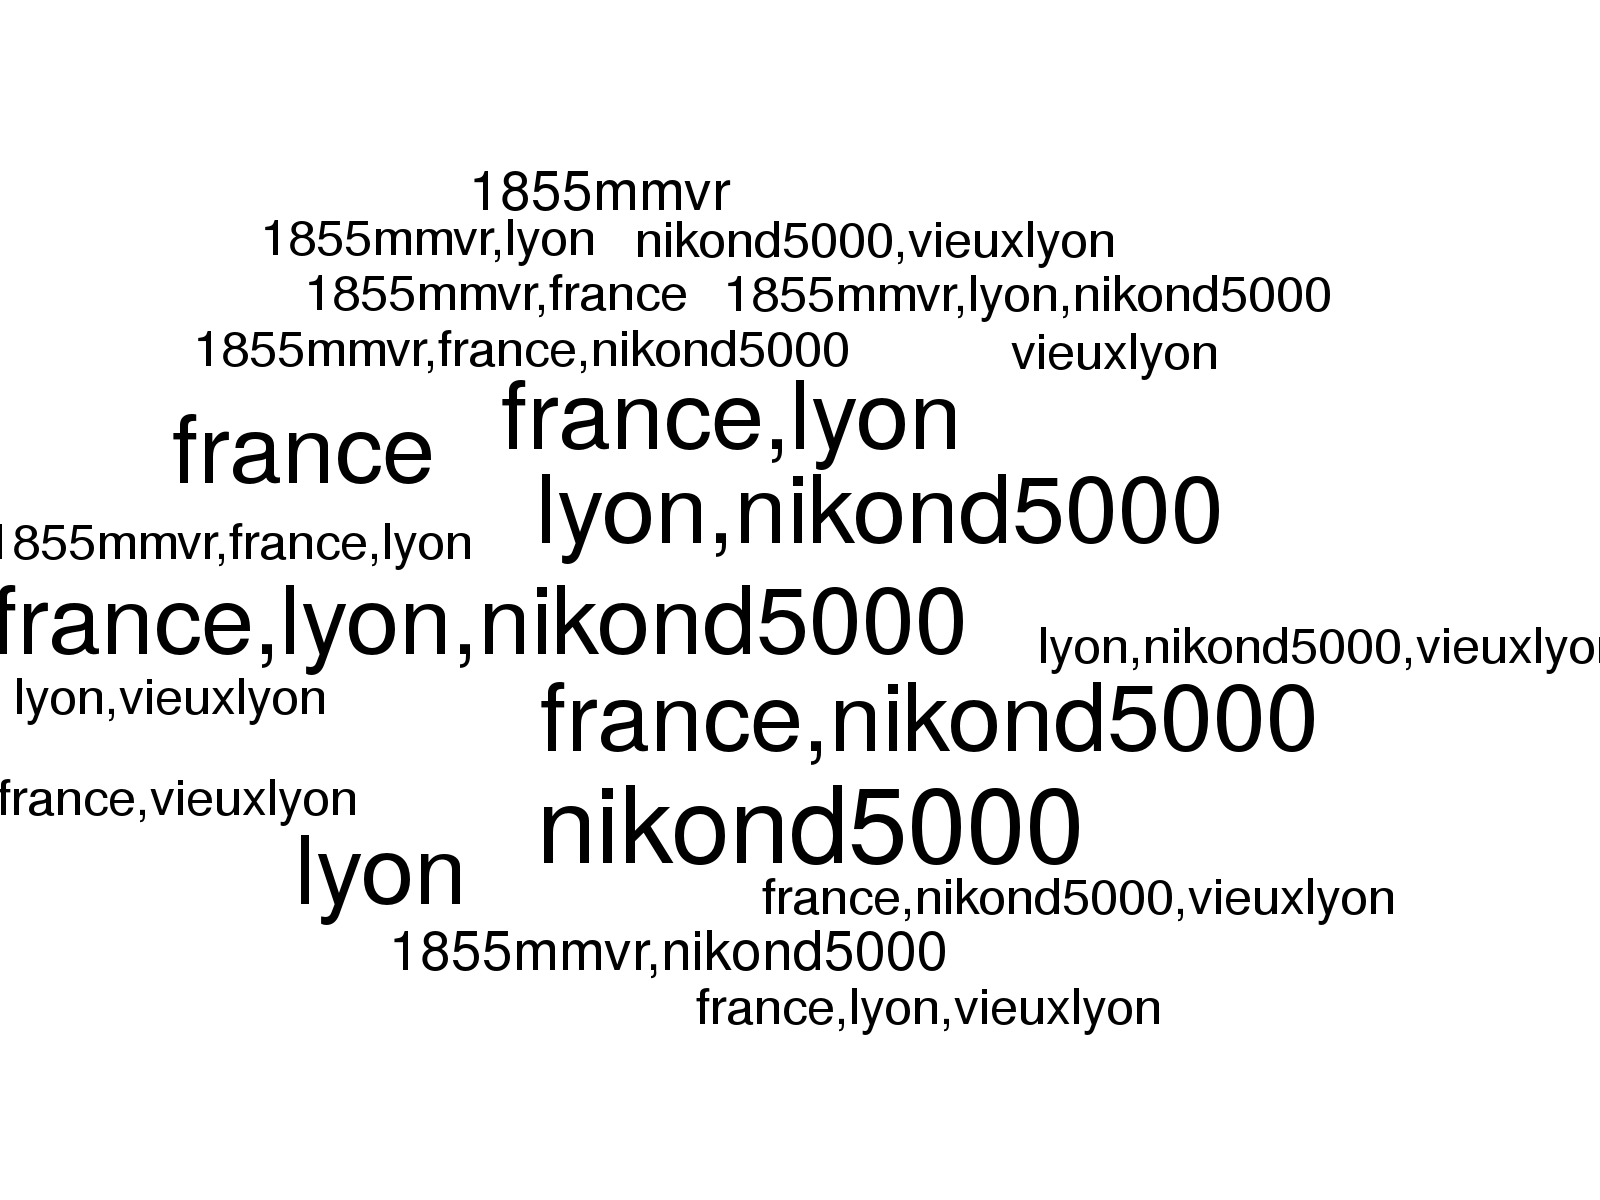 1855mmvr
1855mmvr,lyon nikond5000,vieuxlyon
1855mmvr,france 1855mmvr,lyon,nikond5000
1855mmvr,france,nikond5000 vieuxlyon
france france,lyon
lyon,nikond5000
1855mmvr,france,lyon
france,lyon,nikond5000
lyon,nikond5000,vieuxlyon
lyon,vieuxlyon
france,nikond5000
france,vieuxlyon
nikond5000
lyon
france,nikond5000,vieuxlyon
1855mmvr,nikond5000
france,lyon,vieuxlyon